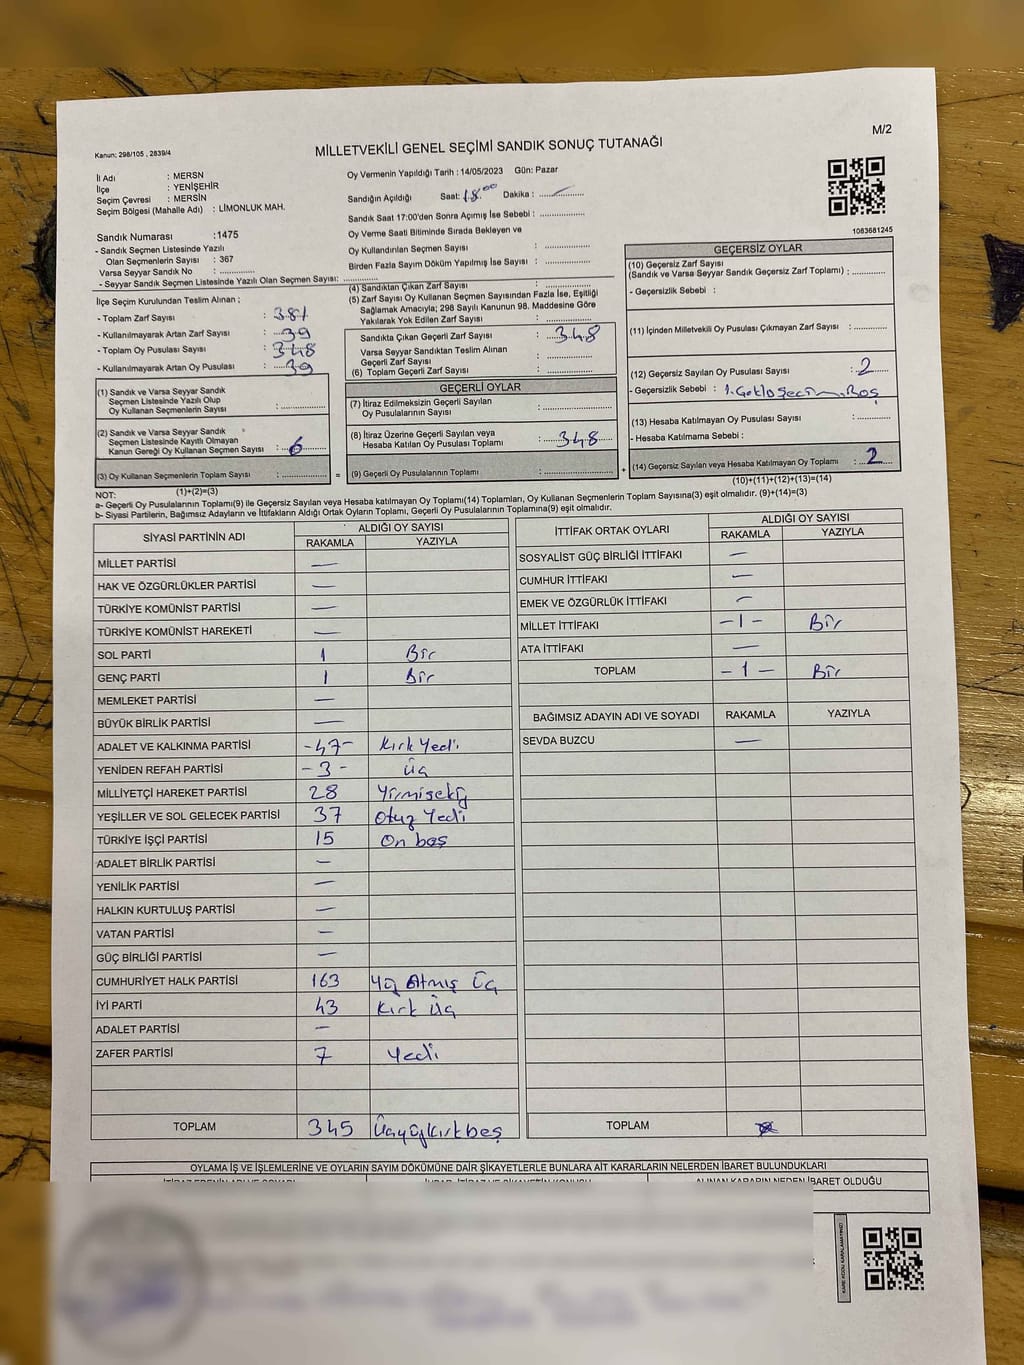 M/2
Kanun; 298/105 , 2839/4
MİLLETVEKİLİ GENEL SEÇİMİ SANDIK SONUÇ TUTANAĞI
İl Adı : MERSN
İlçe : YENİŞEHİR
Seçim Çevresi : MERSİN
Seçim Bölgesi (Mahalle Adı) : LİMONLUK MAH.
Sandık Numarası :1475
- Sandık Seçmen Listesinde Yazılı
Olan Seçmenlerin Sayısı : 367
Varsa Seyyar Sandık No : ..............
- Seyyar Sandık Seçmen Listesinde Yazılı Olan Seçmen Sayısı: ..............
Oy Vermenin Yapıldığı Tarih : 14/05/2023 Gün: Pazar
Sandığın Açıldığı Saat: 18.00 Dakika : ..............
Sandık Saat 17:00'den Sonra Açımış İse Sebebi : ..............
Oy Verme Saati Bitiminde Sırada Bekleyen ve
Oy Kullandırılan Seçmen Sayısı : ..............
Birden Fazla Sayım Döküm Yapılmış İse Sayısı : ..............
1083681245
İlçe Seçim Kurulundan Teslim Alınan ;
- Toplam Zarf Sayısı : 381
- Kullanılmayarak Artan Zarf Sayısı : 39
- Toplam Oy Pusulası Sayısı : 348
- Kullanılmayarak Artan Oy Pusulası : 39
(1) Sandık ve Varsa Seyyar Sandık
Seçmen Listesinde Yazılı Olup
Oy Kullanan Seçmenlerin Sayısı : ..............
(2) Sandık ve Varsa Seyyar Sandık
Seçmen Listesinde Kayıtlı Olmayan
Kanun Gereği Oy Kullanan Seçmen Sayısı : 6
(3) Oy Kullanan Seçmenlerin Toplam Sayısı : ..............
(1)+(2)=(3)
(4) Sandıktan Çıkan Zarf Sayısı : ..............
(5) Zarf Sayısı Oy Kullanan Seçmen Sayısından Fazla İse, Eşitliği
Sağlamak Amacıyla; 298 Sayılı Kanunun 98. Maddesine Göre
Yakılarak Yok Edilen Zarf Sayısı : ..............
Sandıkta Çıkan Geçerli Zarf Sayısı : 348
Varsa Seyyar Sandıktan Teslim Alınan
Geçerli Zarf Sayısı : ..............
(6) Toplam Geçerli Zarf Sayısı : ..............
GEÇERLİ OYLAR
(7) İtiraz Edilmeksizin Geçerli Sayılan
Oy Pusulalarının Sayısı : ..............
(8) İtiraz Üzerine Geçerli Sayılan veya
Hesaba Katılan Oy Pusulası Toplamı : 348
= (9) Geçerli Oy Pusulalarının Toplamı : .............. +
GEÇERSİZ OYLAR
(10) Geçersiz Zarf Sayısı
(Sandık ve Varsa Seyyar Sandık Geçersiz Zarf Toplamı) : ..............
- Geçersizlik Sebebi :
(11) İçinden Milletvekili Oy Pusulası Çıkmayan Zarf Sayısı : ..............
(12) Geçersiz Sayılan Oy Pusulası Sayısı : 2
- Geçersizlik Sebebi : 1. Boş
(13) Hesaba Katılmayan Oy Pusulası Sayısı : ..............
- Hesaba Katılmama Sebebi :
(14) Geçersiz Sayılan veya Hesaba Katılmayan Oy Toplamı : 2
(10)+(11)+(12)+(13)=(14)
NOT:
a- Geçerli Oy Pusulalarının Toplamı(9) ile Geçersiz Sayılan veya Hesaba katılmayan Oy Toplamı(14) Toplamları, Oy Kullanan Seçmenlerin Toplam Sayısına(3) eşit olmalıdır. (9)+(14)=(3)
b- Siyasi Partilerin, Bağımsız Adayların ve İttifakların Aldığı Ortak Oyların Toplamı, Geçerli Oy Pusulalarının Toplamına(9) eşit olmalıdır.
SİYASİ PARTİNİN ADI ALDIĞI OY SAYISI
RAKAMLA YAZIYLA
MİLLET PARTİSİ —
HAK VE ÖZGÜRLÜKLER PARTİSİ —
TÜRKİYE KOMÜNİST PARTİSİ —
TÜRKİYE KOMÜNİST HAREKETİ —
SOL PARTİ 1 Bir
GENÇ PARTİ 1 Bir
MEMLEKET PARTİSİ —
BÜYÜK BİRLİK PARTİSİ —
ADALET VE KALKINMA PARTİSİ -47- Kırk Yedi
YENİDEN REFAH PARTİSİ -3- Üç
MİLLİYETÇİ HAREKET PARTİSİ 28 Yirmisekiz
YEŞİLLER VE SOL GELECEK PARTİSİ 37 Otuz Yedi
TÜRKİYE İŞÇİ PARTİSİ 15 On beş
ADALET BİRLİK PARTİSİ —
YENİLİK PARTİSİ —
HALKIN KURTULUŞ PARTİSİ —
VATAN PARTİSİ —
GÜÇ BİRLİĞİ PARTİSİ —
CUMHURİYET HALK PARTİSİ 163 Yüz Atmış Üç
İYİ PARTİ 43 Kırk Üç
ADALET PARTİSİ —
ZAFER PARTİSİ 7 Yedi
TOPLAM 345 Üçyüzkırkbeş
İTTİFAK ORTAK OYLARI ALDIĞI OY SAYISI
RAKAMLA YAZIYLA
SOSYALİST GÜÇ BİRLİĞİ İTTİFAKI —
CUMHUR İTTİFAKI —
EMEK VE ÖZGÜRLÜK İTTİFAKI —
MİLLET İTTİFAKI -1- Bir
ATA İTTİFAKI —
TOPLAM -1- Bir
BAĞIMSIZ ADAYIN ADI VE SOYADI RAKAMLA YAZIYLA
SEVDA BUZCU —
TOPLAM
OYLAMA İŞ VE İŞLEMLERİNE VE OYLARIN SAYIM DÖKÜMÜNE DAİR ŞİKAYETLERLE BUNLARA AİT KARARLARIN NELERDEN İBARET BULUNDUKLARI
ALINAN KARARIN NEDEN İBARET OLDUĞU